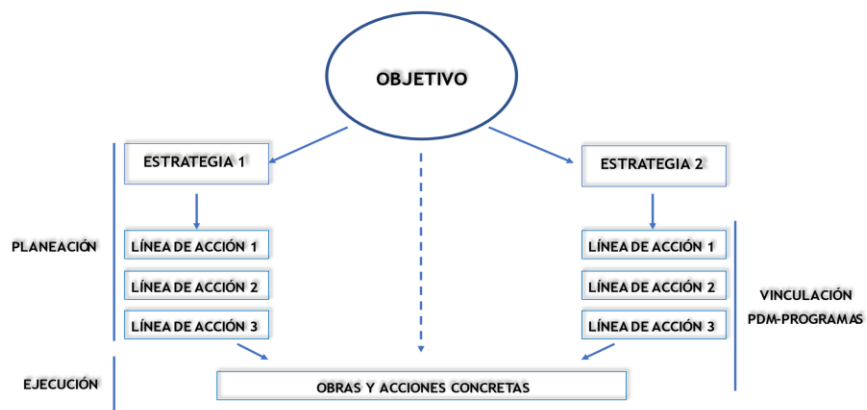 OBJETIVO
ESTRATEGIA 1
ESTRATEGIA 2
PLANEACIÓN
LÍNEA DE ACCIÓN 1
LÍNEA DE ACCIÓN 2
LÍNEA DE ACCIÓN 3
LÍNEA DE ACCIÓN 1
LÍNEA DE ACCIÓN 2
LÍNEA DE ACCIÓN 3
VINCULACIÓN
PDM-PROGRAMAS
EJECUCIÓN
OBRAS Y ACCIONES CONCRETAS